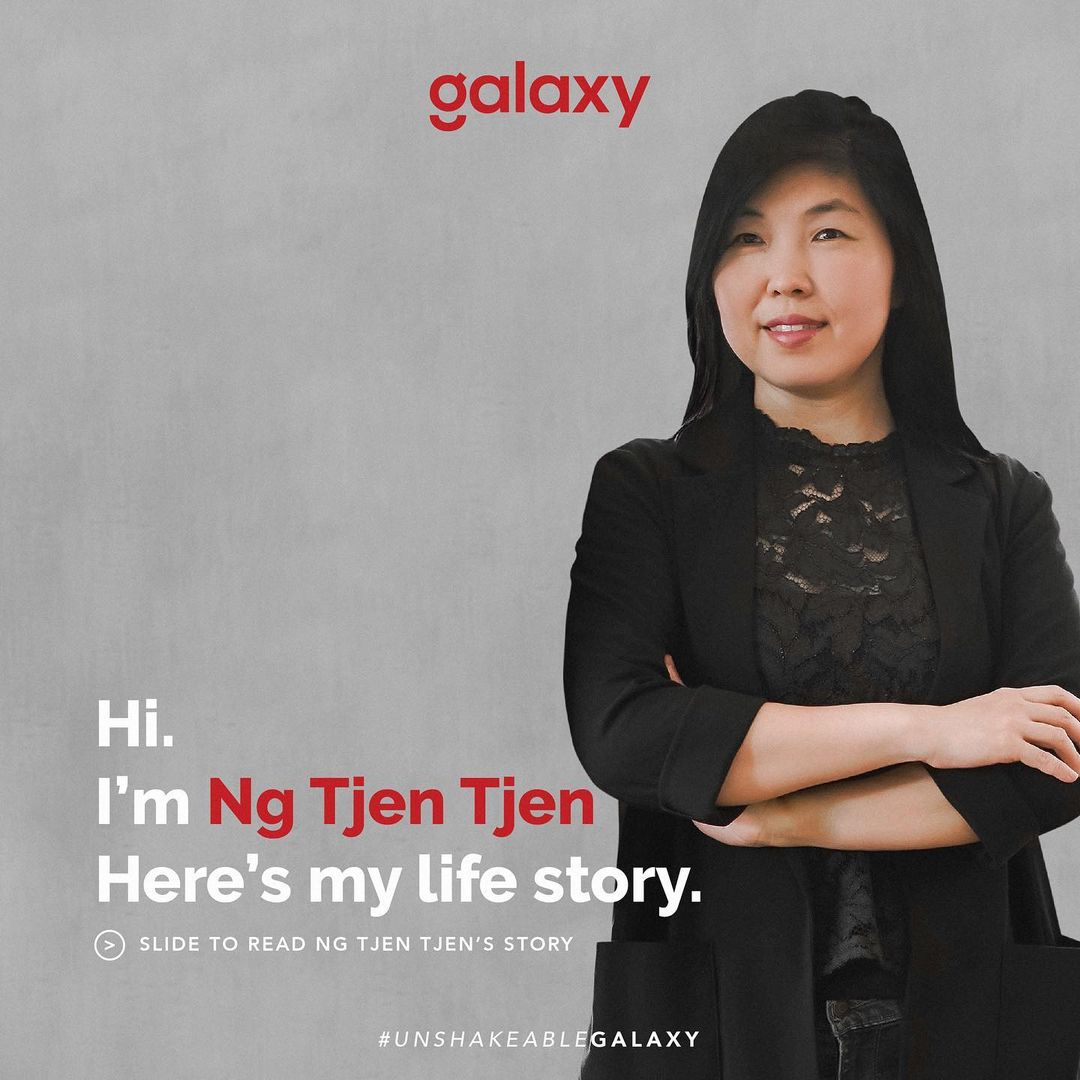 galaxy
Hi.
I'm Ng Tjen Tjen
Here's my life story.
> SLIDE TO READ NG TJEN TJEN'S STORY
#UNSHAKEABLEGALAXY